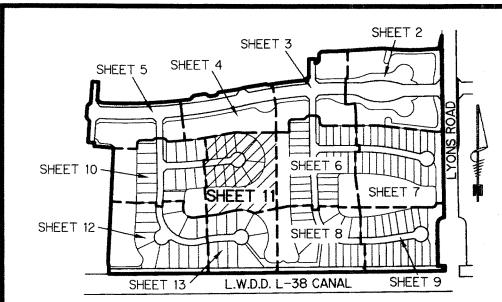 SHEET 2
SHEET 3
SHEET 4
SHEET 5
LYONS ROAD
SHEET 10
SHEET 6
SHEET 7
SHEET 11
SHEET 12
SHEET 8
SHEET 13
L.W.D.D. L-38 CANAL
SHEET 9